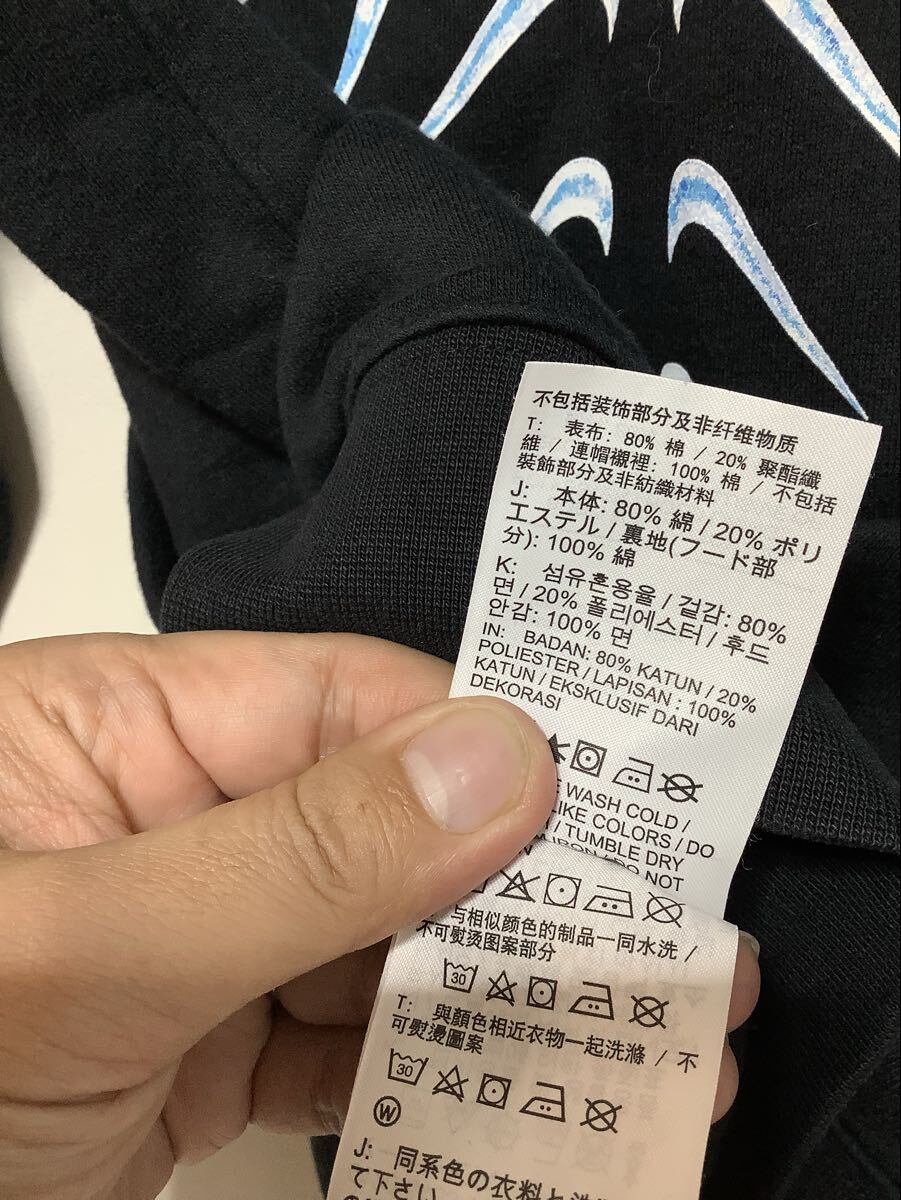 不包括装饰部分及非纤维物质
T: 表布: 80% 棉 / 20% 聚酯纖
維 / 連帽襯裡: 100% 棉 / 不包括
裝飾部分及非紡織材料
J: 本体: 80% 綿 / 20% ポリ
エステル / 裏地(フード部
分): 100% 綿
K: 섬유혼용율 / 겉감: 80%
면 / 20% 폴리에스터 / 후드
안감: 100% 면
IN: BADAN: 80% KATUN / 20%
POLIESTER / LAPISAN : 100%
KATUN / EKSKLUSIF DARI
DEKORASI
WASH COLD /
LIKE COLORS / DO
/ TUMBLE DRY
NOT
与相似颜色的制品一同水洗 /
不可熨烫图案部分
30
T: 與顏色相近衣物一起洗滌 / 不
可熨燙圖案
30
W
J: 同系色の衣料と洗
て下さい